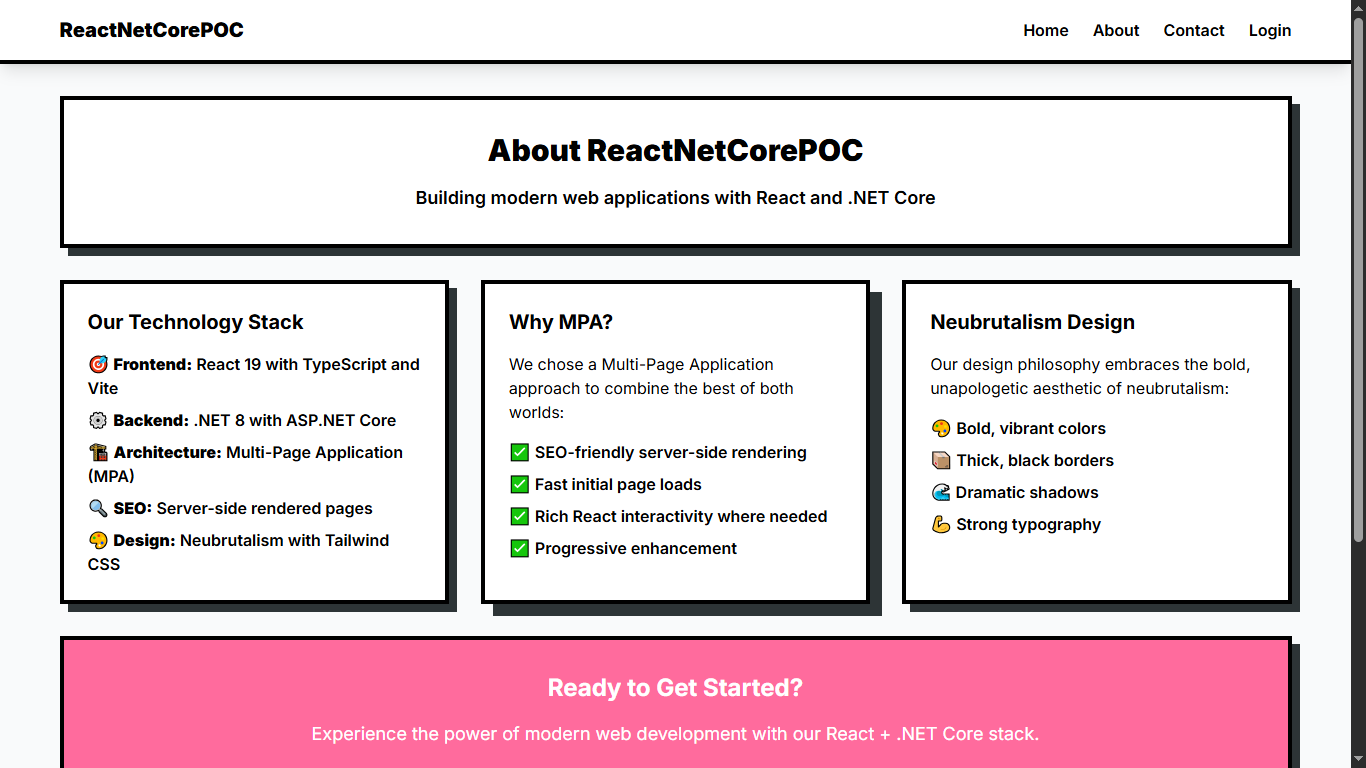 ReactNetCorePOC
Home About Contact Login
About ReactNetCorePOC
Building modern web applications with React and .NET Core
Our Technology Stack
🎯 Frontend: React 19 with TypeScript and
Vite
⚙️ Backend: .NET 8 with ASP.NET Core
🏗️ Architecture: Multi-Page Application
(MPA)
🔍 SEO: Server-side rendered pages
🎨 Design: Neubrutalism with Tailwind
CSS
Why MPA?
We chose a Multi-Page Application
approach to combine the best of both
worlds:
✅ SEO-friendly server-side rendering
✅ Fast initial page loads
✅ Rich React interactivity where needed
✅ Progressive enhancement
Neubrutalism Design
Our design philosophy embraces the bold,
unapologetic aesthetic of neubrutalism:
🎨 Bold, vibrant colors
📦 Thick, black borders
🌊 Dramatic shadows
💪 Strong typography
Ready to Get Started?
Experience the power of modern web development with our React + .NET Core stack.